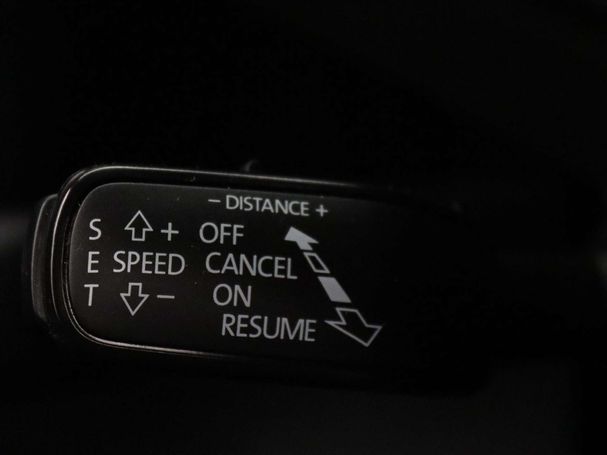 - DISTANCE +
S + OFF
E SPEED CANCEL
T - ON
RESUME